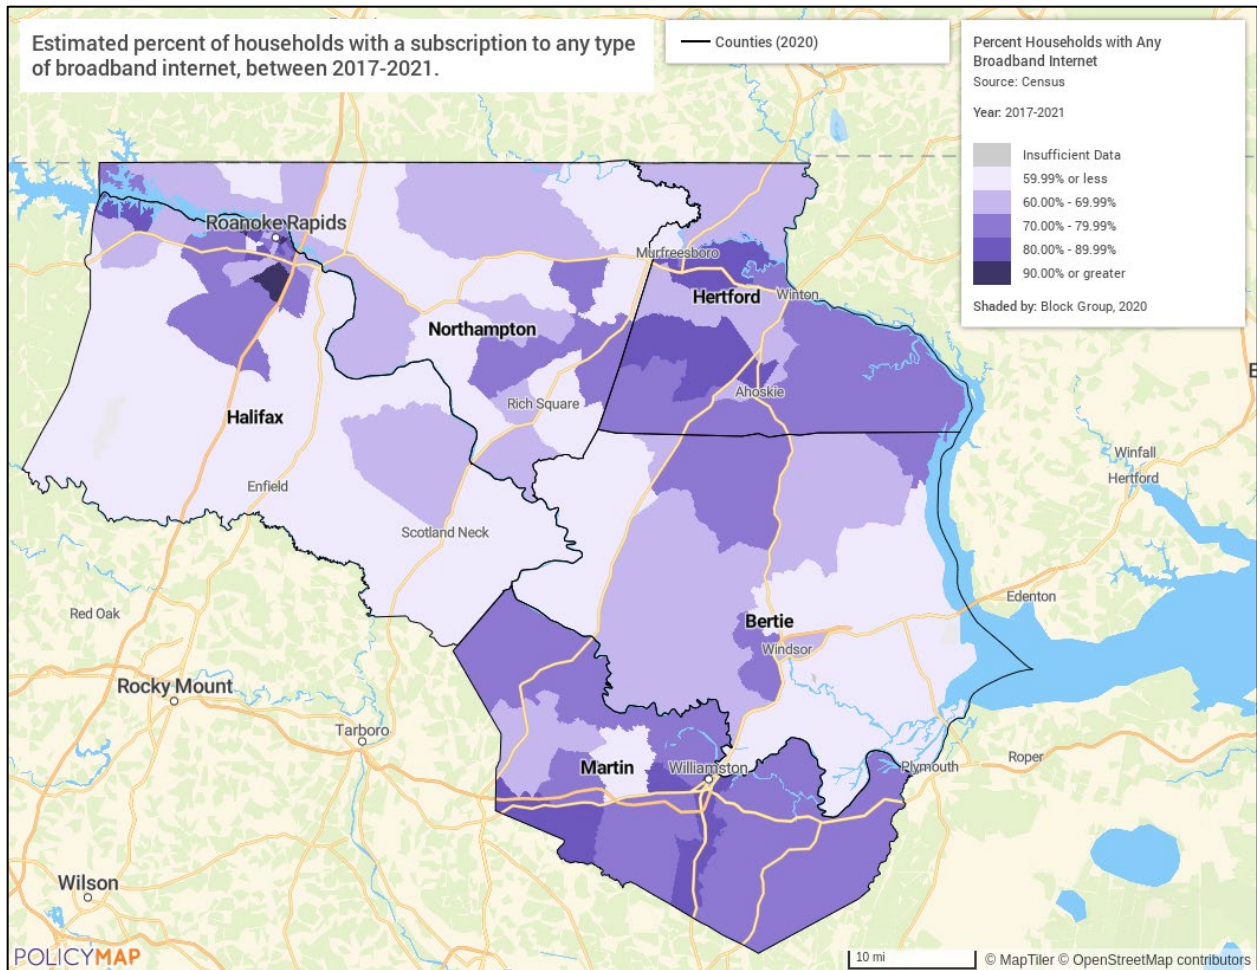 Estimated percent of households with a subscription to any type
of broadband internet, between 2017-2021.
Counties (2020)
Percent Households with Any
Broadband Internet
Source: Census
Year: 2017-2021
Insufficient Data
59.99% or less
60.00% - 69.99%
70.00% - 79.99%
80.00% - 89.99%
90.00% or greater
Shaded by: Block Group, 2020
Roanoke Rapids
Murfreesboro
Hertford
Winton
Northampton
Ahoskie
Rich Square
Halifax
Winfall
Hertford
Enfield
Scotland Neck
Edenton
Red Oak
Bertie
Windsor
Rocky Mount
Tarboro
Martin
Williamston
Plymouth
Roper
Wilson
POLICYMAP
10 mi
© MapTiler © OpenStreetMap contributors